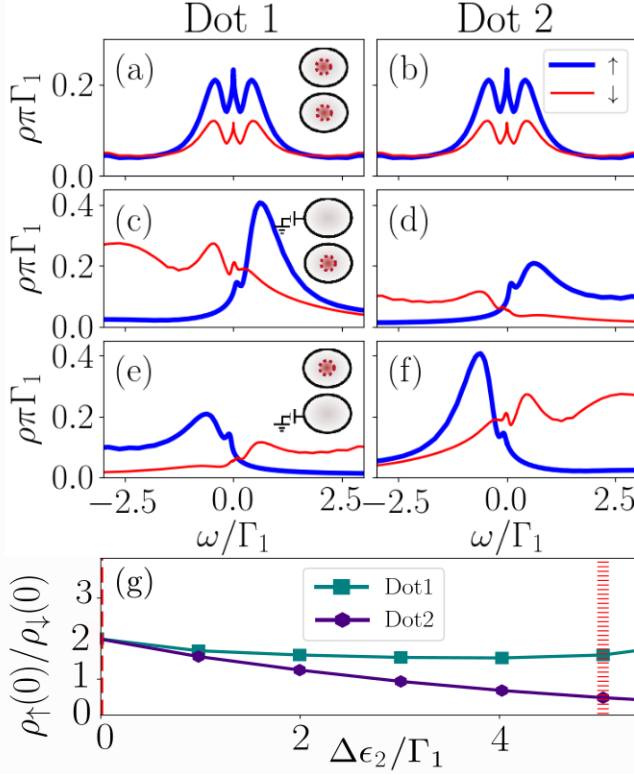 Dot 1 Dot 2
ρπΓ₁ 0.2 0.0 (a) (b) ↑ ↓
ρπΓ₁ 0.4 0.2 0.0 (c) (d)
ρπΓ₁ 0.4 0.2 0.0 (e) (f)
−2.5 0.0 2.5 −2.5 0.0 2.5
ω/Γ₁ ω/Γ₁
ρ↑(0)/ρ↓(0) 3 2 1 0 (g) Dot1 Dot2
0 2 4
Δϵ₂/Γ₁